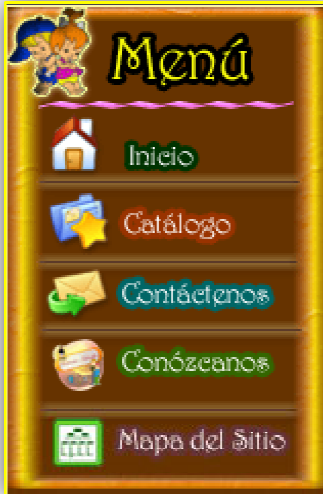 Menú
Inicio
Catálogo
Contáctenos
Conózcanos
Mapa del Sitio